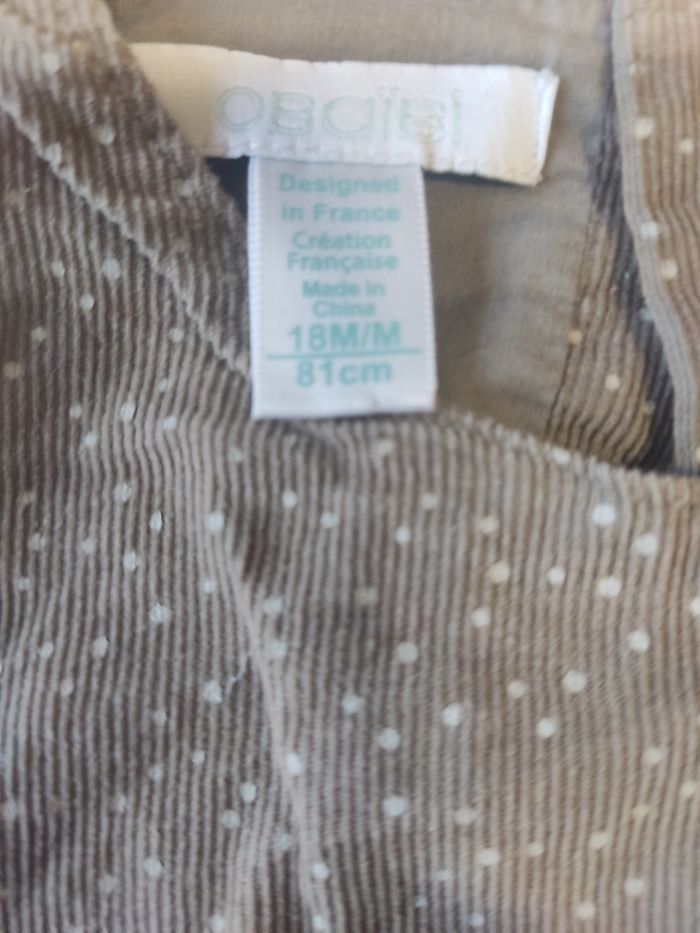 obaïbi
Designed
in France
Création
Française
Made in
China
18M/M
81cm